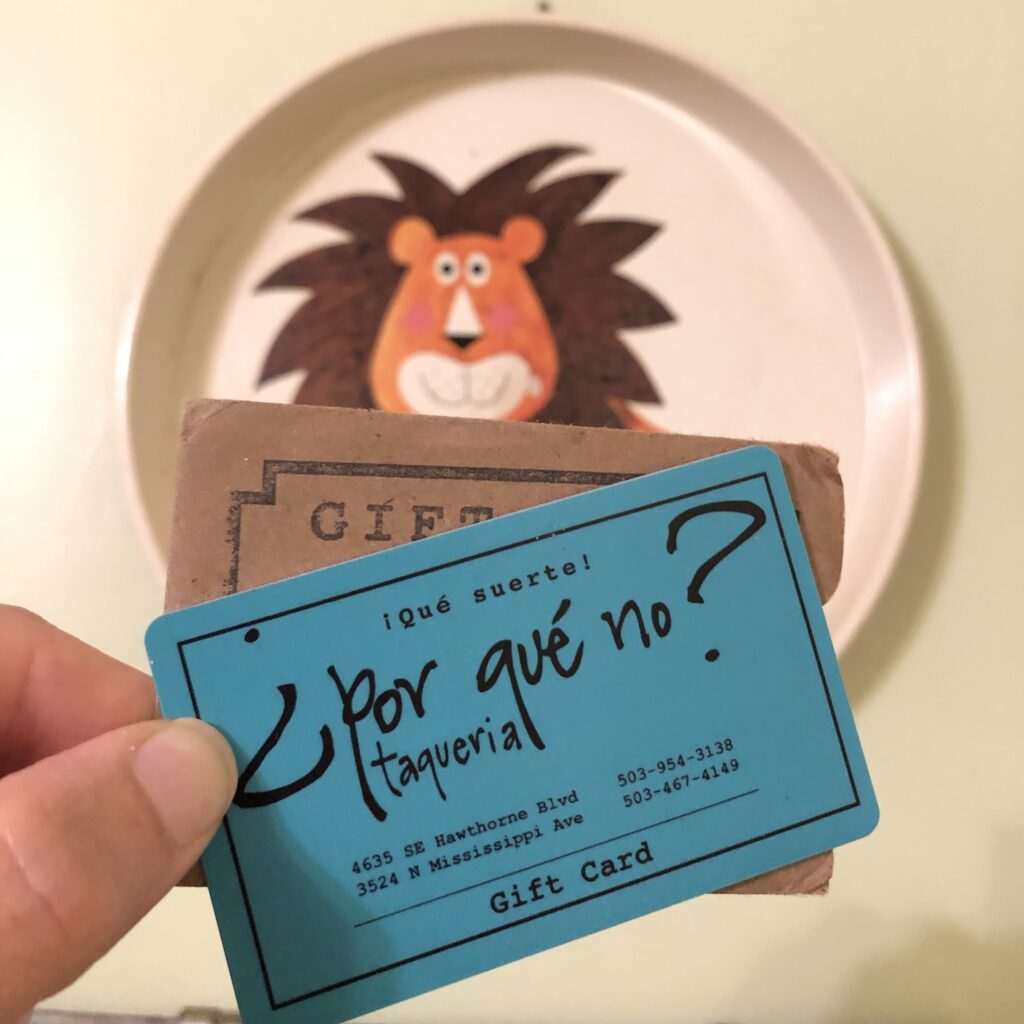 GIFT
¡Qué suerte!
¿Por qué no?
taqueria
4635 SE Hawthorne Blvd 503-954-3138
3524 N Mississippi Ave 503-467-4149
Gift Card